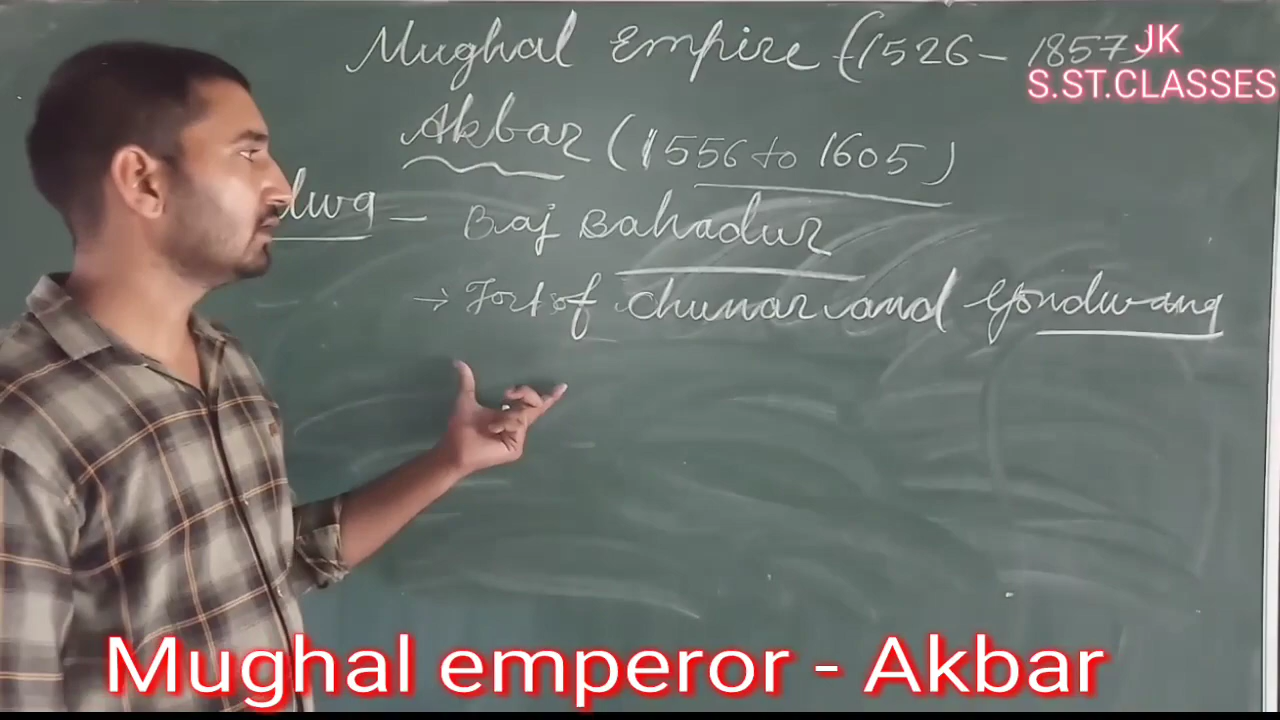 Mughal Empire (1526 - 1857)
JK
S.ST.CLASSES
Akbar (1556 to 1605)
dwa - Baj Bahadur
→ Fort of chunar and Gondwana
Mughal emperor - Akbar